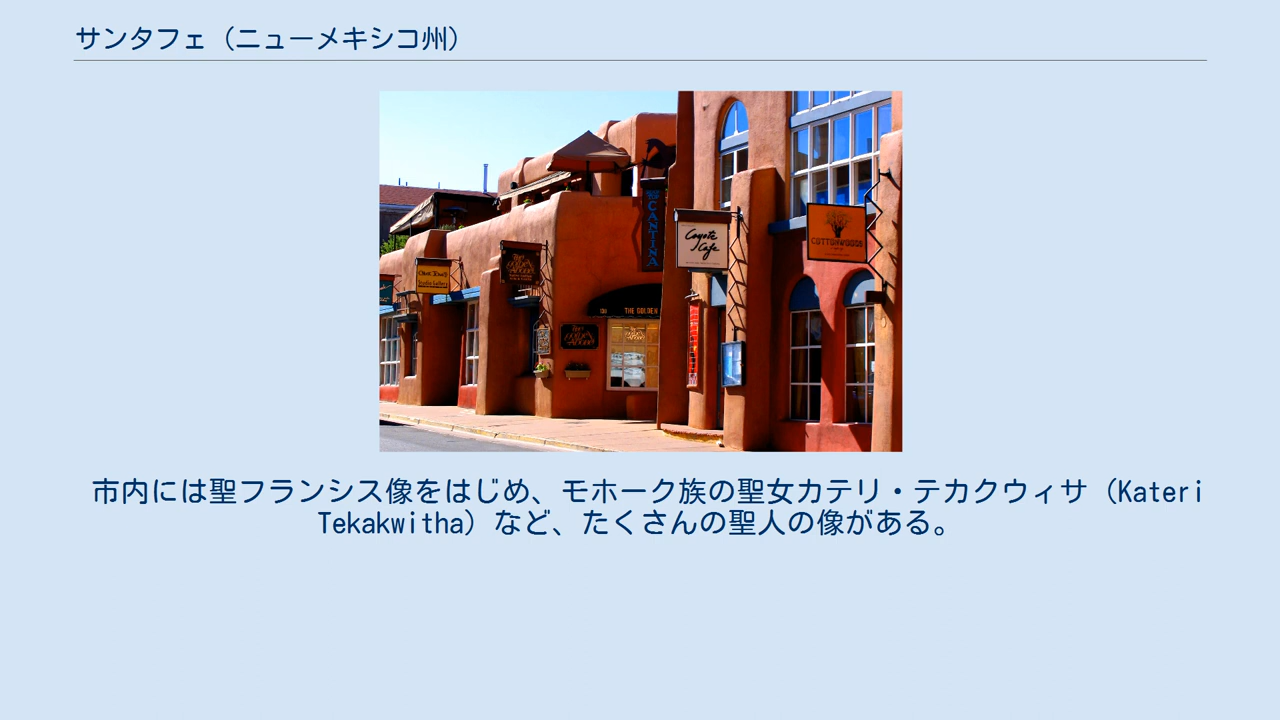 サンタフェ（ニューメキシコ州）
CANTINA
Coyote
Cafe
COTTONWOODS
THE GOLDEN
市内には聖フランシス像をはじめ、モホーク族の聖女カテリ・テカクウィサ（Kateri
Tekakwitha）など、たくさんの聖人の像がある。